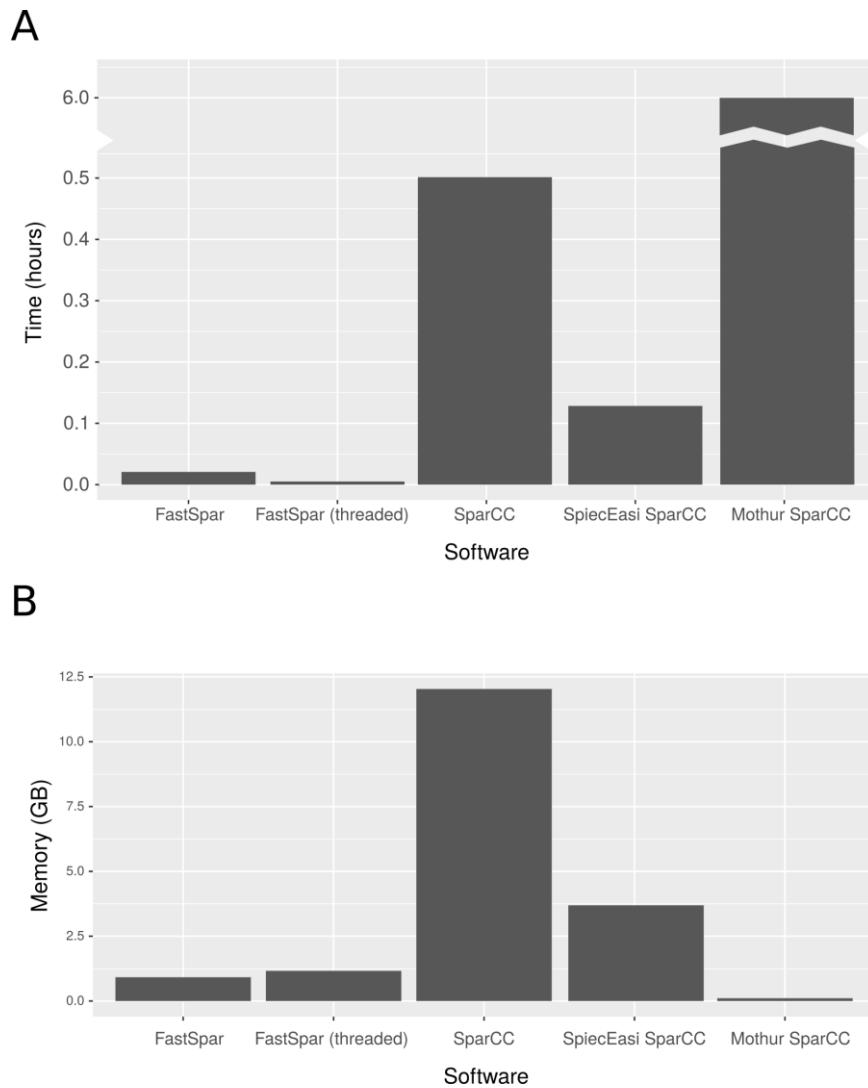 A
Time (hours)
6.0
0.5
0.4
0.3
0.2
0.1
0.0
FastSpar FastSpar (threaded) SparCC SpiecEasi SparCC Mothur SparCC
Software
B
Memory (GB)
12.5
10.0
7.5
5.0
2.5
0.0
FastSpar FastSpar (threaded) SparCC SpiecEasi SparCC Mothur SparCC
Software